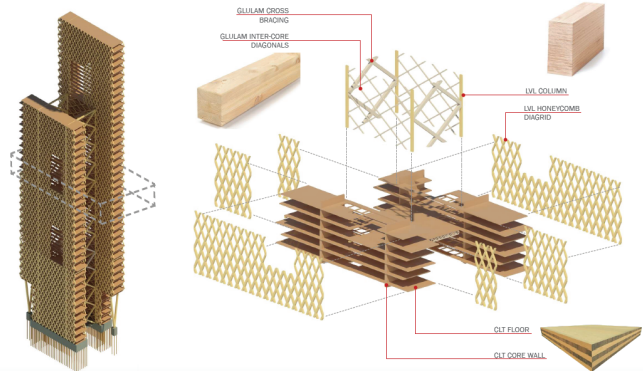 GLULAM CROSS
BRACING
GLULAM INTER-CORE
DIAGONALS
LVL COLUMN
LVL HONEYCOMB
DIAGRID
CLT FLOOR
CLT CORE WALL